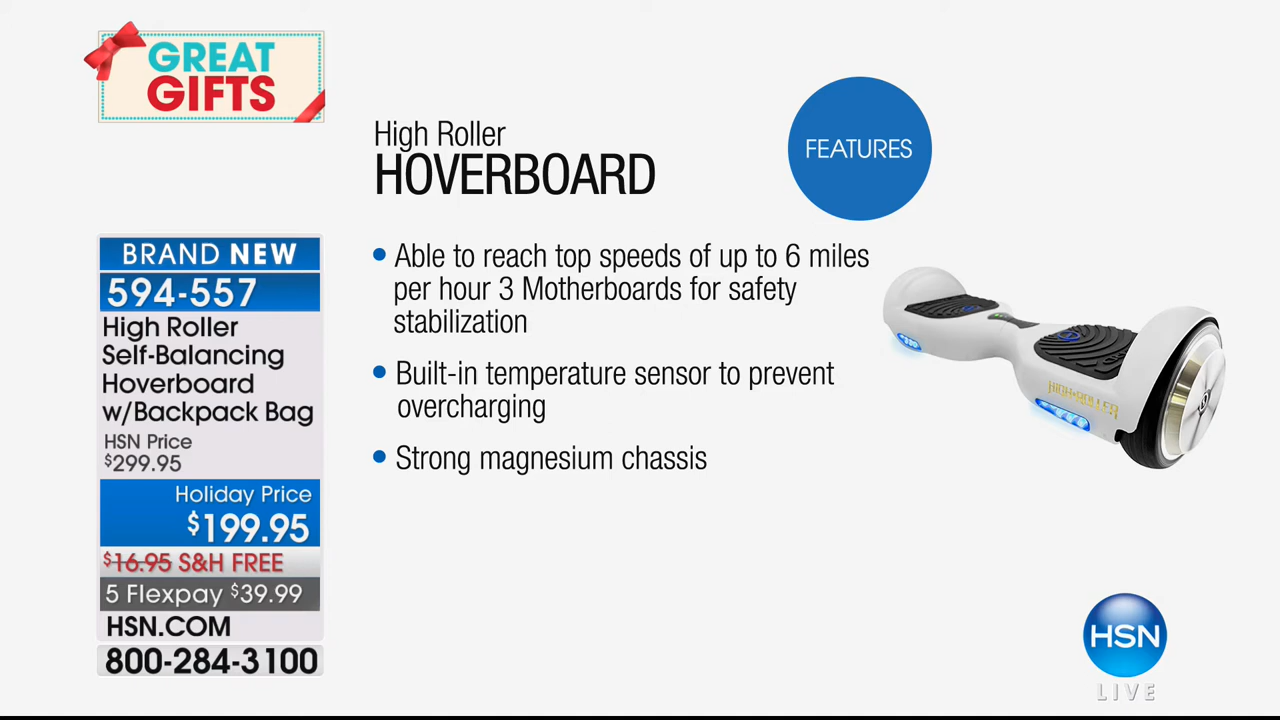 GREAT
GIFTS
High Roller
HOVERBOARD
FEATURES
• Able to reach top speeds of up to 6 miles
per hour 3 Motherboards for safety
stabilization
• Built-in temperature sensor to prevent
overcharging
• Strong magnesium chassis
BRAND NEW
594-557
High Roller
Self-Balancing
Hoverboard
w/Backpack Bag
HSN Price
$299.95
Holiday Price
$199.95
$16.95 S&H FREE
5 Flexpay $39.99
HSN.COM
800-284-3100
HIGH ROLLER
HSN
LIVE